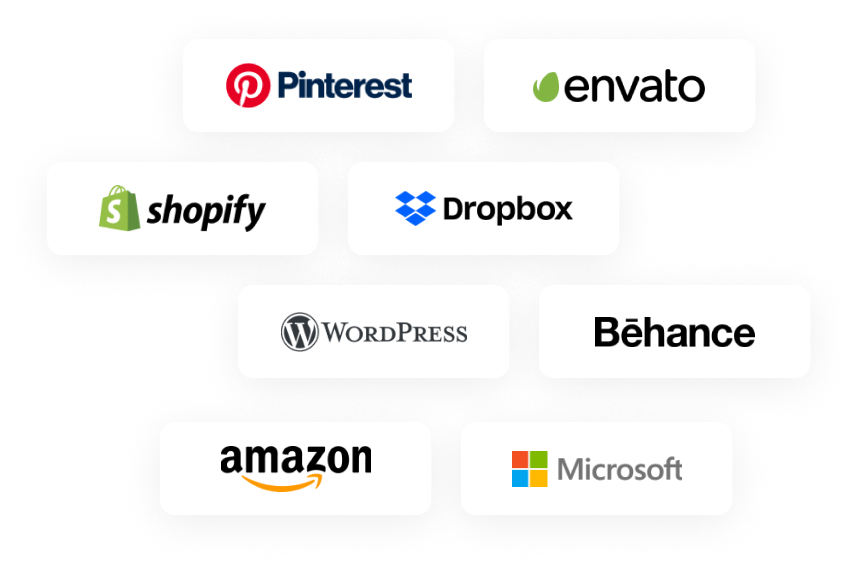 Pinterest
envato
shopify
Dropbox
WORDPRESS
Bēhance
amazon
Microsoft